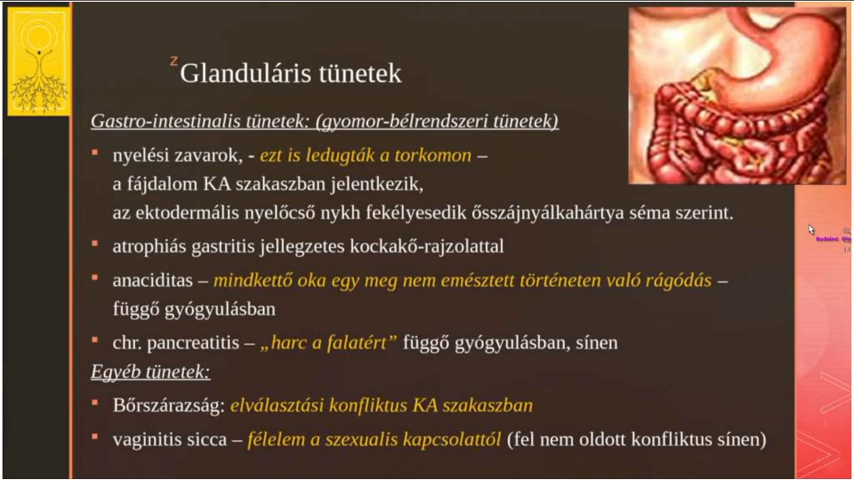 z Glanduláris tünetek
Gastro-intestinalis tünetek: (gyomor-bélrendszeri tünetek)
nyelési zavarok, - ezt is ledugták a torkomon –
a fájdalom KA szakaszban jelentkezik,
az ektodermális nyelőcső nykh fekélyesedik ősszájnyálkahártya séma szerint.
atrophiás gastritis jellegzetes kockakő-rajzolattal
anaciditas – mindkettő oka egy meg nem emésztett történeten való rágódás –
függő gyógyulásban
chr. pancreatitis – „harc a falatért” függő gyógyulásban, sínen
Egyéb tünetek:
Bőrszárazság: elválasztási konfliktus KA szakaszban
vaginitis sicca – félelem a szexualis kapcsolattól (fel nem oldott konfliktus sínen)